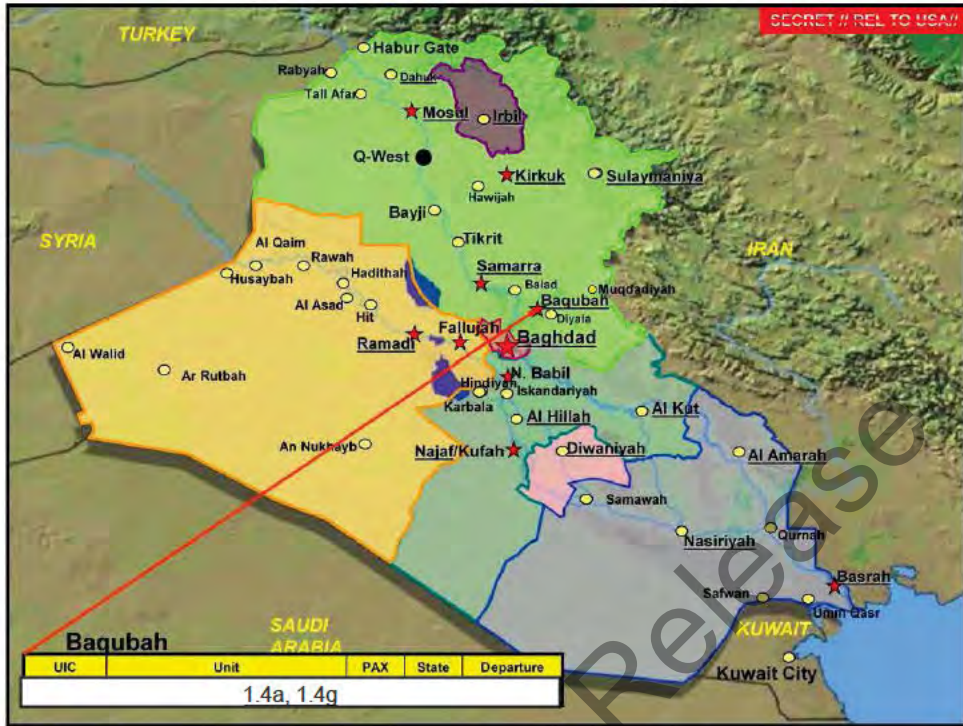 SECRET // REL TO USA//
TURKEY
Habur Gate
Rabyah
Dahuk
Tall Afar
Mosul
Irbil
Q-West
Kirkuk
Sulaymaniya
Hawijah
Bayji
SYRIA
Tikrit
IRAN
Al Qaim
Rawah
Husaybah
Hadithah
Samarra
Balad
Muqdadiyah
Al Asad
Hit
Baqubah
Diyala
Fallujah
Ramadi
Baghdad
Al Walid
Ar Rutbah
N. Babil
Hindiyah
Iskandariyah
Karbala
Al Hillah
Al Kut
An Nukhayb
Najaf/Kufah
Diwaniyah
Al Amarah
Samawah
Nasiriyah
Qurnah
Basrah
Safwan
Umm Qasr
SAUDI
ARABIA
KUWAIT
Kuwait City
Baqubah
UIC Unit PAX State Departure
1.4a, 1.4g
Release